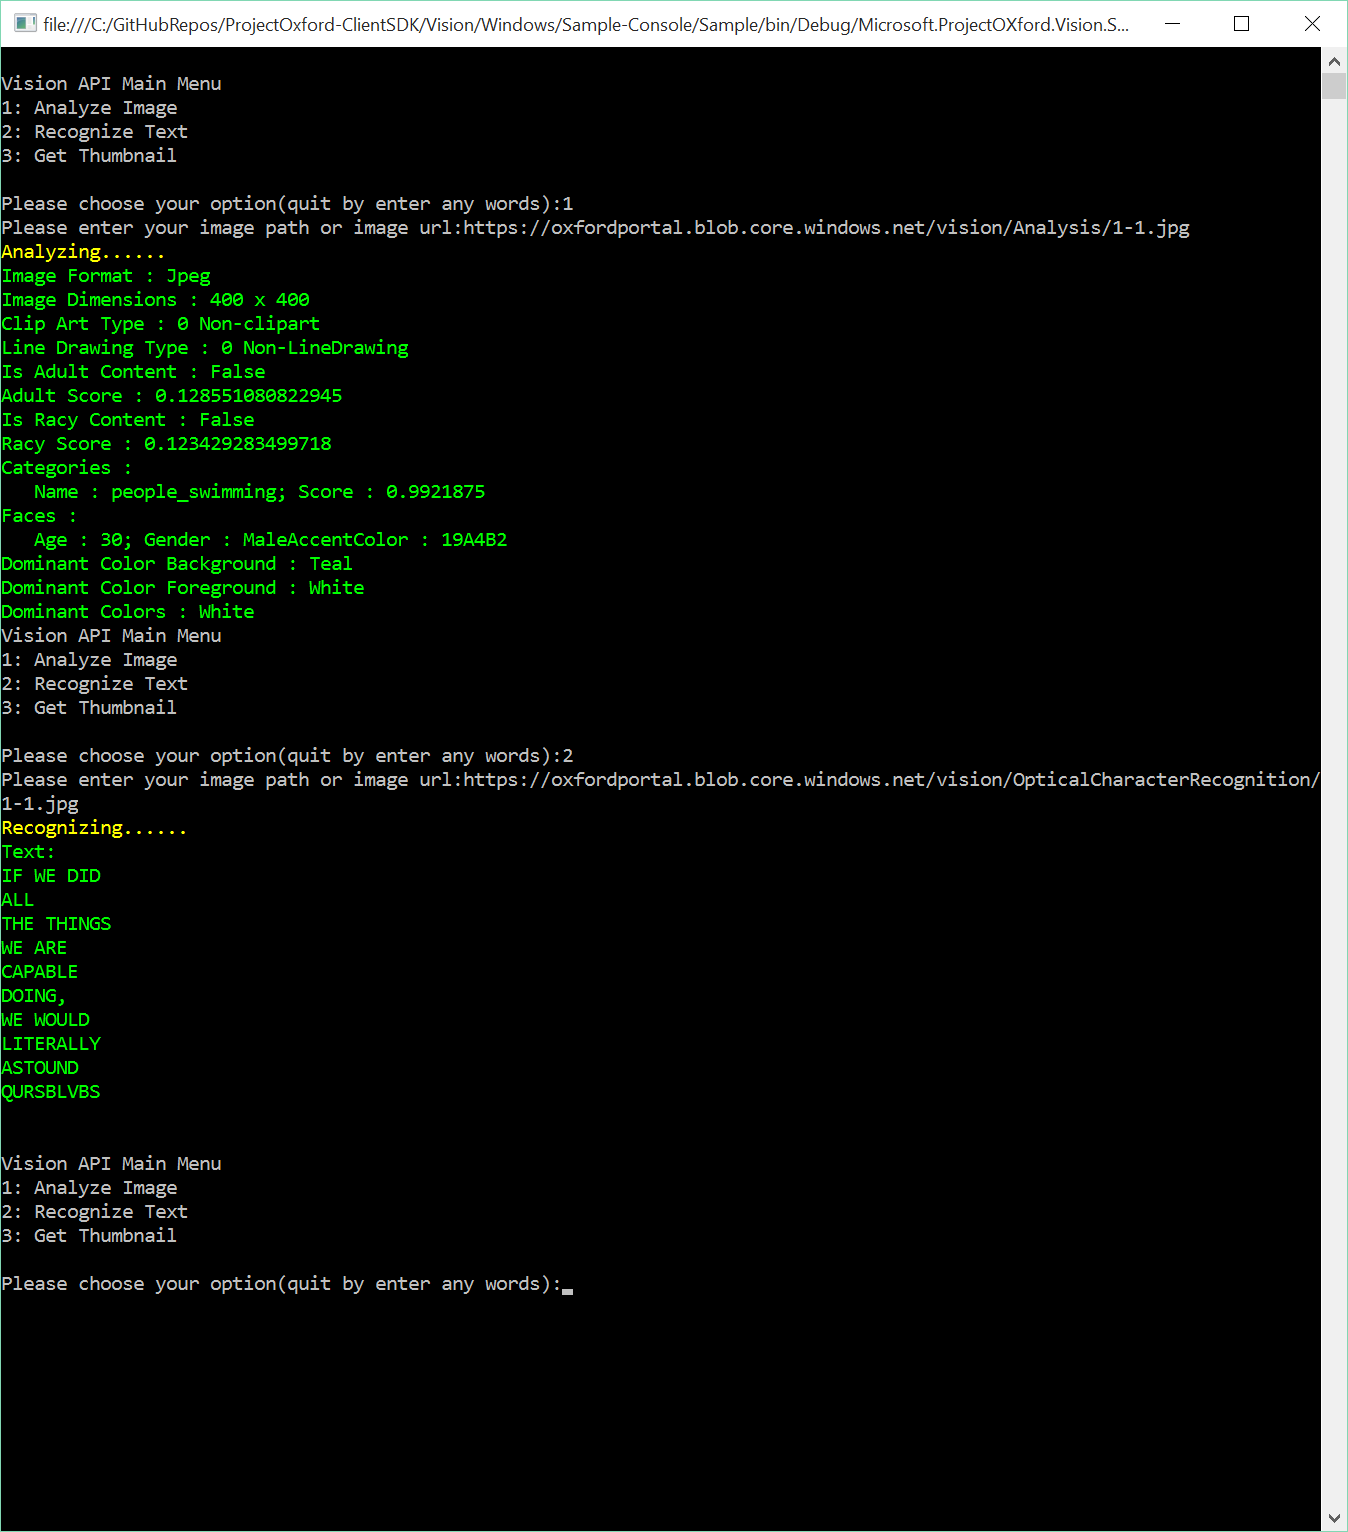 file:///C:/GitHubRepos/ProjectOxford-ClientSDK/Vision/Windows/Sample-Console/Sample/bin/Debug/Microsoft.ProjectOXford.Vision.S...
Vision API Main Menu
1: Analyze Image
2: Recognize Text
3: Get Thumbnail
Please choose your option(quit by enter any words):1
Please enter your image path or image url:https://oxfordportal.blob.core.windows.net/vision/Analysis/1-1.jpg
Analyzing......
Image Format : Jpeg
Image Dimensions : 400 x 400
Clip Art Type : 0 Non-clipart
Line Drawing Type : 0 Non-LineDrawing
Is Adult Content : False
Adult Score : 0.128551080822945
Is Racy Content : False
Racy Score : 0.123429283499718
Categories :
   Name : people_swimming; Score : 0.9921875
Faces :
   Age : 30; Gender : MaleAccentColor : 19A4B2
Dominant Color Background : Teal
Dominant Color Foreground : White
Dominant Colors : White
Vision API Main Menu
1: Analyze Image
2: Recognize Text
3: Get Thumbnail
Please choose your option(quit by enter any words):2
Please enter your image path or image url:https://oxfordportal.blob.core.windows.net/vision/OpticalCharacterRecognition/
1-1.jpg
Recognizing......
Text:
IF WE DID
ALL
THE THINGS
WE ARE
CAPABLE
DOING,
WE WOULD
LITERALLY
ASTOUND
QURSBLVBS
Vision API Main Menu
1: Analyze Image
2: Recognize Text
3: Get Thumbnail
Please choose your option(quit by enter any words):